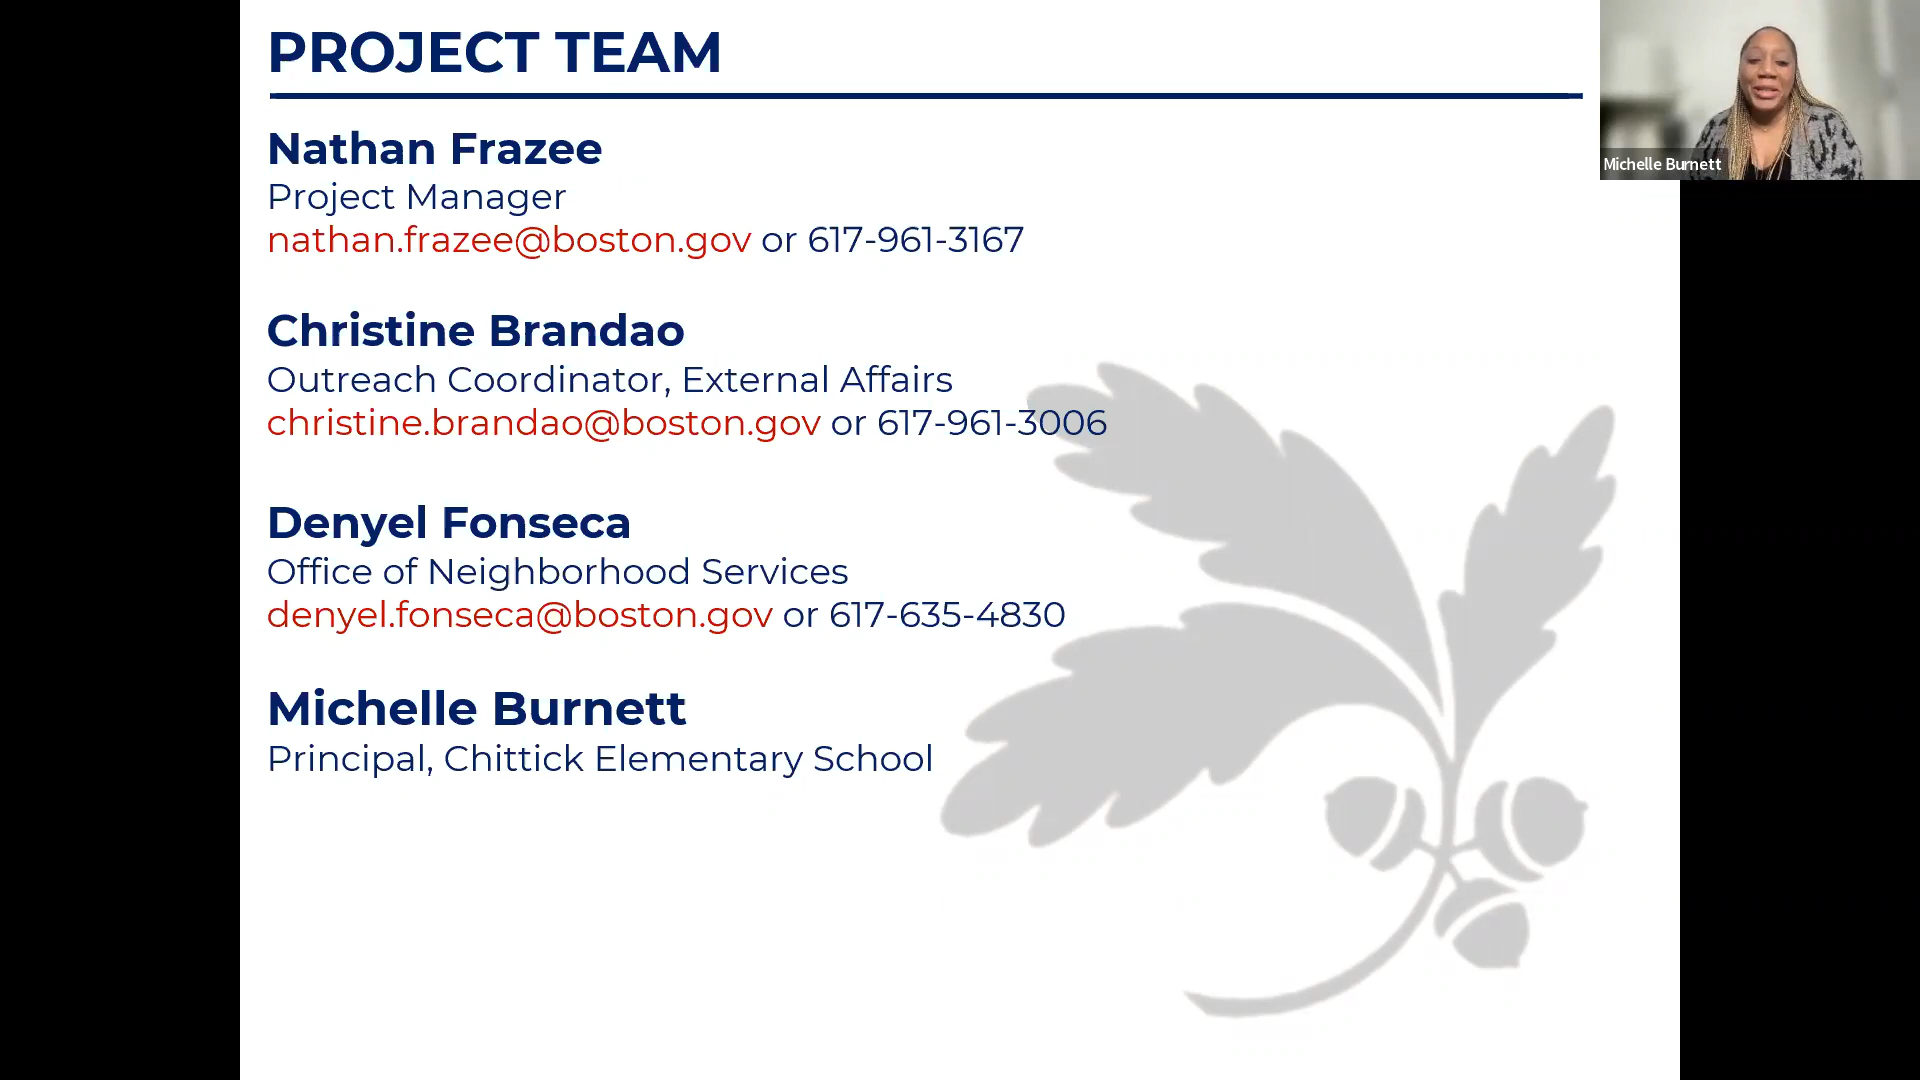 PROJECT TEAM
Nathan Frazee
Project Manager
nathan.frazee@boston.gov or 617-961-3167
Christine Brandao
Outreach Coordinator, External Affairs
christine.brandao@boston.gov or 617-961-3006
Denyel Fonseca
Office of Neighborhood Services
denyel.fonseca@boston.gov or 617-635-4830
Michelle Burnett
Principal, Chittick Elementary School
Michelle Burnett